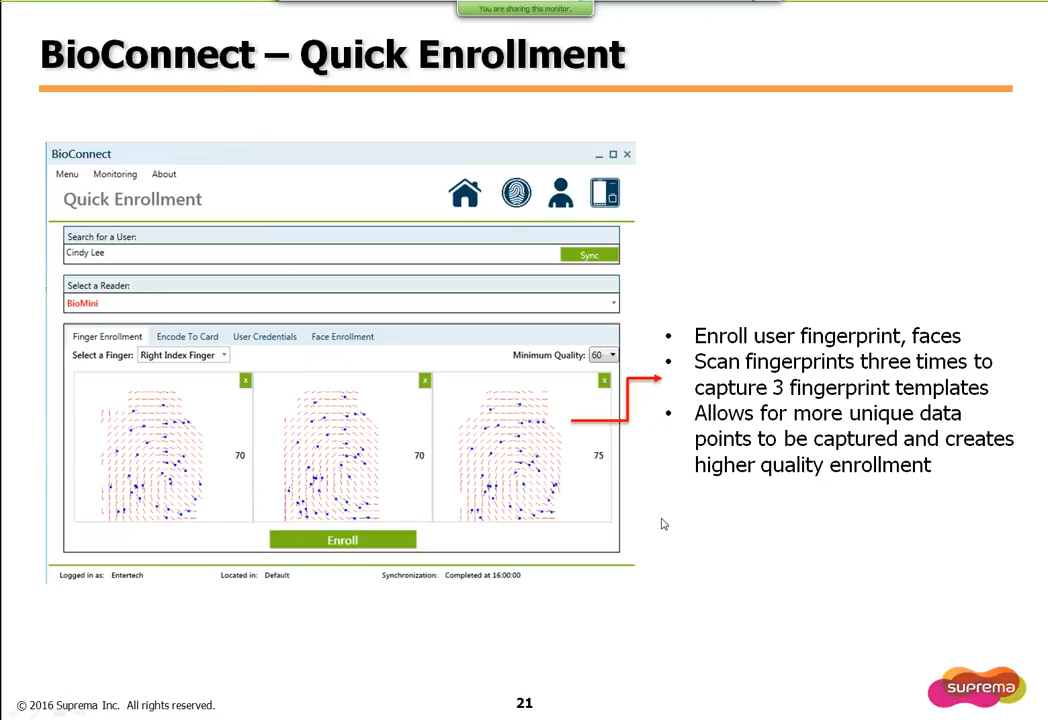 You are sharing this monitor.
BioConnect – Quick Enrollment
BioConnect
Menu Monitoring About
Quick Enrollment
Search for a User:
Cindy Lee
Sync
Select a Reader:
BioMini
Finger Enrollment Encode To Card User Credentials Face Enrollment
Select a Finger: Right Index Finger Minimum Quality: 60
x x x
70 70 75
Enroll
Logged in as: Entertech Located in: Default Synchronization: Completed at 16:00:00
• Enroll user fingerprint, faces
• Scan fingerprints three times to
capture 3 fingerprint templates
• Allows for more unique data
points to be captured and creates
higher quality enrollment
© 2016 Suprema Inc. All rights reserved.
21
suprema